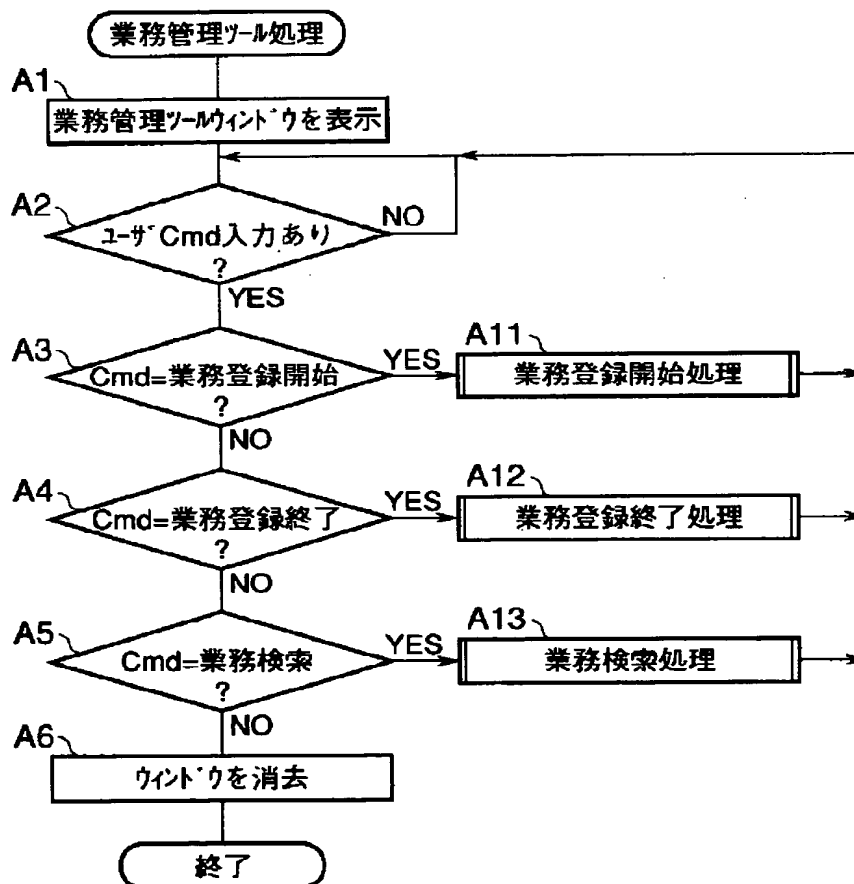 業務管理ﾂｰﾙ処理
A1
業務管理ﾂｰﾙｳｨﾝﾄﾞｳを表示
A2
ﾕｰｻﾞCmd入力あり
?
NO
YES
A3
Cmd=業務登録開始
?
YES
A11
業務登録開始処理
NO
A4
Cmd=業務登録終了
?
YES
A12
業務登録終了処理
NO
A5
Cmd=業務検索
?
YES
A13
業務検索処理
NO
A6
ｳｨﾝﾄﾞｳを消去
終了